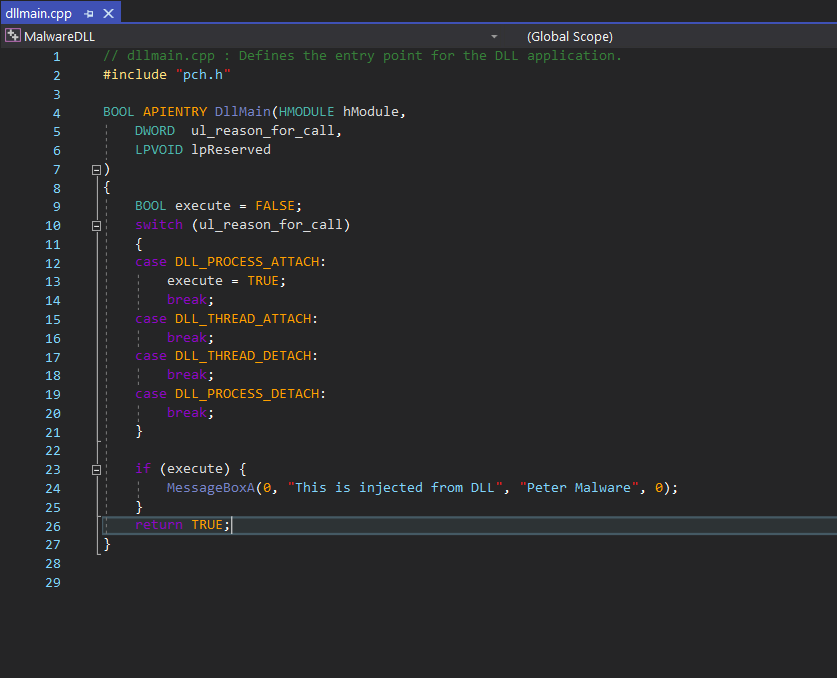 dllmain.cpp
MalwareDLL (Global Scope)
1 // dllmain.cpp : Defines the entry point for the DLL application.
2 #include "pch.h"
3
4 BOOL APIENTRY DllMain(HMODULE hModule,
5 DWORD  ul_reason_for_call,
6 LPVOID lpReserved
7 )
8 {
9 BOOL execute = FALSE;
10 switch (ul_reason_for_call)
11 {
12 case DLL_PROCESS_ATTACH:
13 execute = TRUE;
14 break;
15 case DLL_THREAD_ATTACH:
16 break;
17 case DLL_THREAD_DETACH:
18 break;
19 case DLL_PROCESS_DETACH:
20 break;
21 }
22
23 if (execute) {
24 MessageBoxA(0, "This is injected from DLL", "Peter Malware", 0);
25 }
26 return TRUE;
27 }
28
29